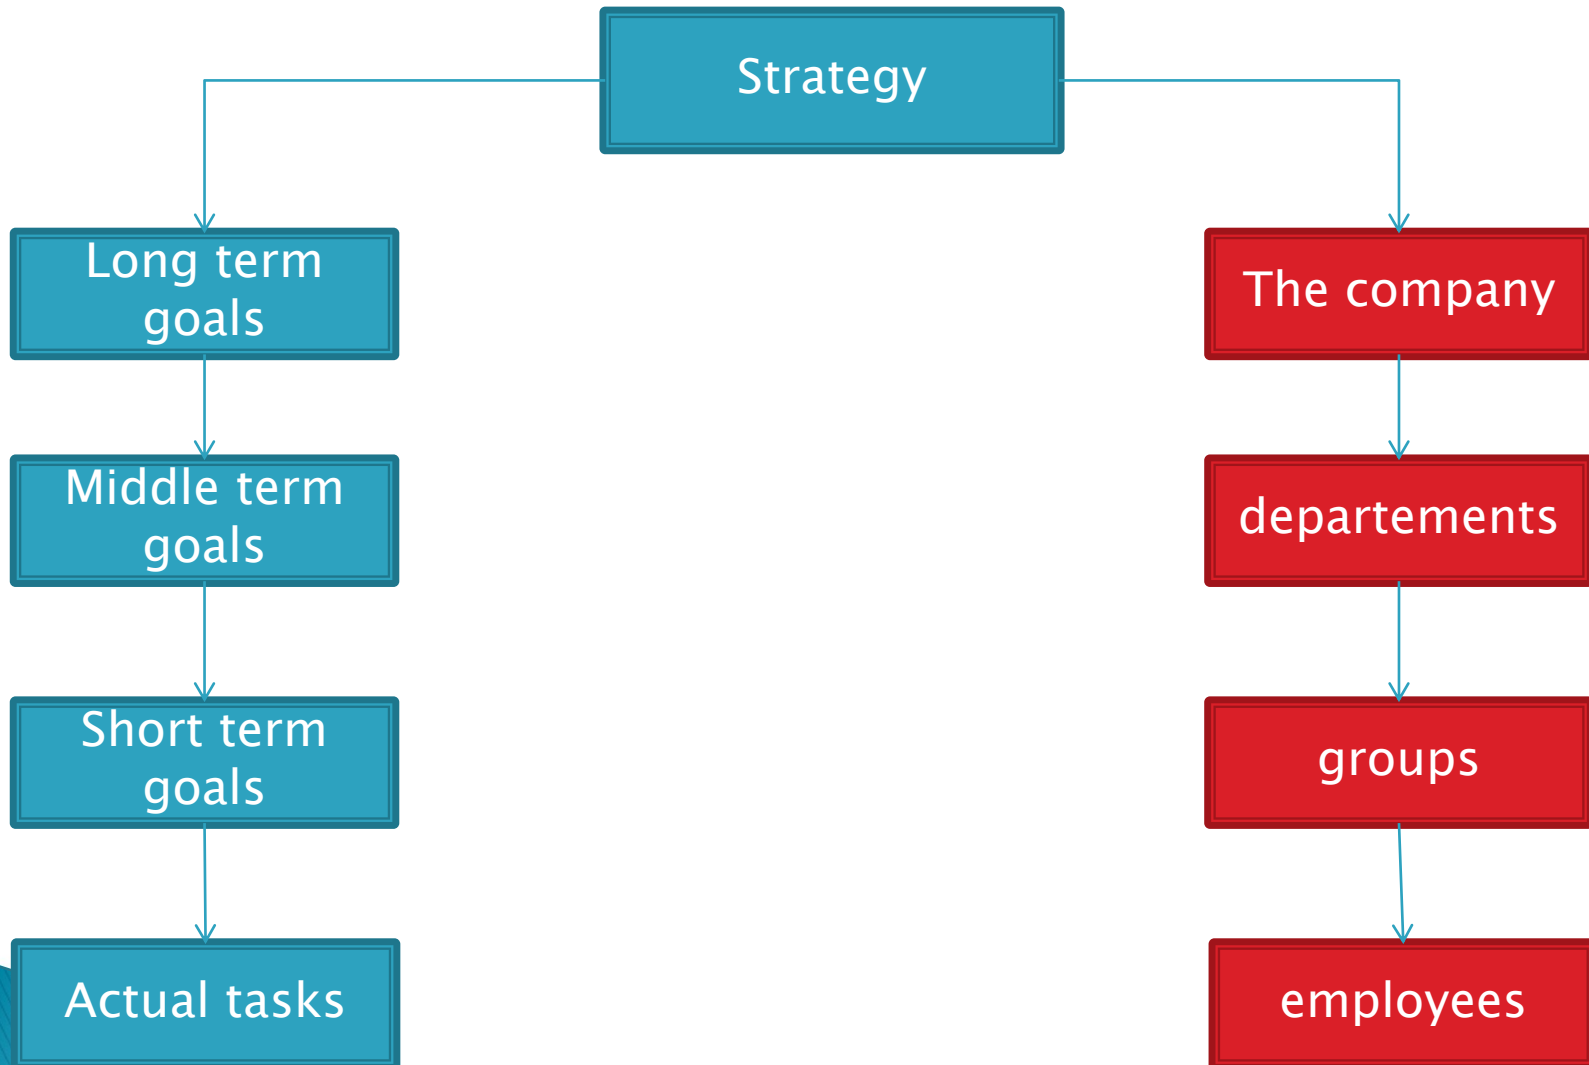 Strategy
Long term
goals
The company
Middle term
goals
departements
Short term
goals
groups
Actual tasks
employees